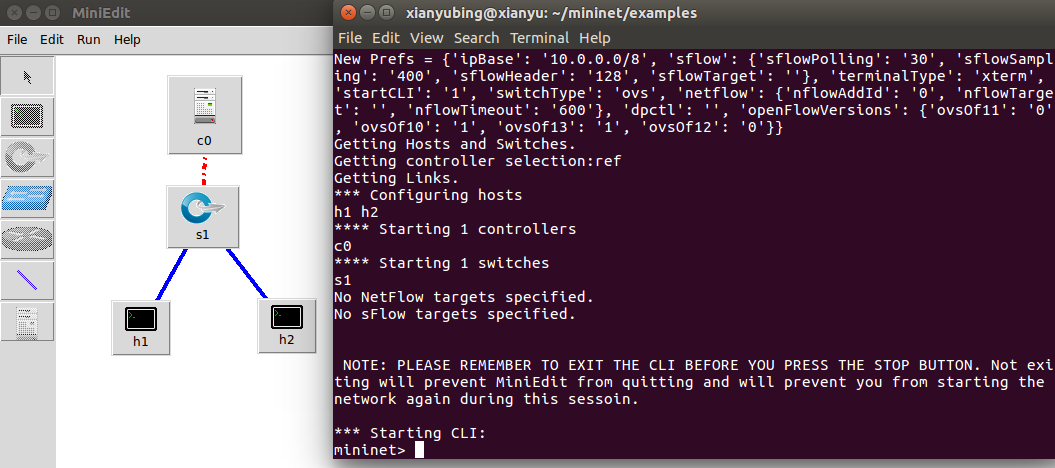 MiniEdit
File Edit Run Help
c0
s1
h1
h2
xianyubing@xianyu: ~/mininet/examples
File Edit View Search Terminal Help
New Prefs = {'ipBase': '10.0.0.0/8', 'sflow': {'sflowPolling': '30', 'sflowSampl
ing': '400', 'sflowHeader': '128', 'sflowTarget': ''}, 'terminalType': 'xterm',
'startCLI': '1', 'switchType': 'ovs', 'netflow': {'nflowAddId': '0', 'nflowTarge
t': '', 'nflowTimeout': '600'}, 'dpctl': '', 'openFlowVersions': {'ovsOf11': '0'
, 'ovsOf10': '1', 'ovsOf13': '1', 'ovsOf12': '0'}}
Getting Hosts and Switches.
Getting controller selection:ref
Getting Links.
*** Configuring hosts
h1 h2
**** Starting 1 controllers
c0
**** Starting 1 switches
s1
No NetFlow targets specified.
No sFlow targets specified.
NOTE: PLEASE REMEMBER TO EXIT THE CLI BEFORE YOU PRESS THE STOP BUTTON. Not exi
ting will prevent MiniEdit from quitting and will prevent you from starting the
network again during this sessoin.
*** Starting CLI:
mininet>